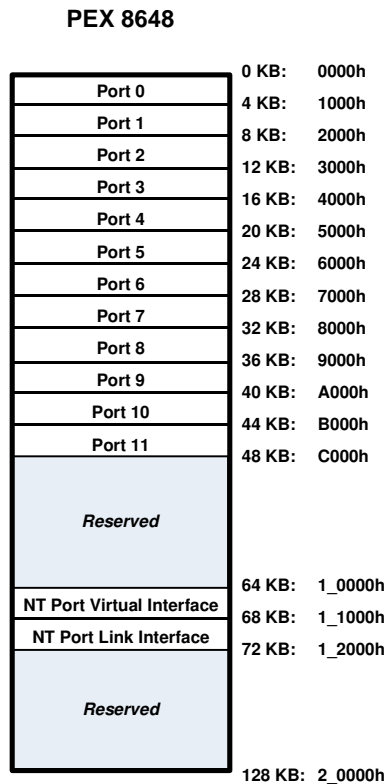 PEX 8648
0 KB: 0000h
Port 0
4 KB: 1000h
Port 1
8 KB: 2000h
Port 2
12 KB: 3000h
Port 3
16 KB: 4000h
Port 4
20 KB: 5000h
Port 5
24 KB: 6000h
Port 6
28 KB: 7000h
Port 7
32 KB: 8000h
Port 8
36 KB: 9000h
Port 9
40 KB: A000h
Port 10
44 KB: B000h
Port 11
48 KB: C000h
Reserved
64 KB: 1_0000h
NT Port Virtual Interface
68 KB: 1_1000h
NT Port Link Interface
72 KB: 1_2000h
Reserved
128 KB: 2_0000h